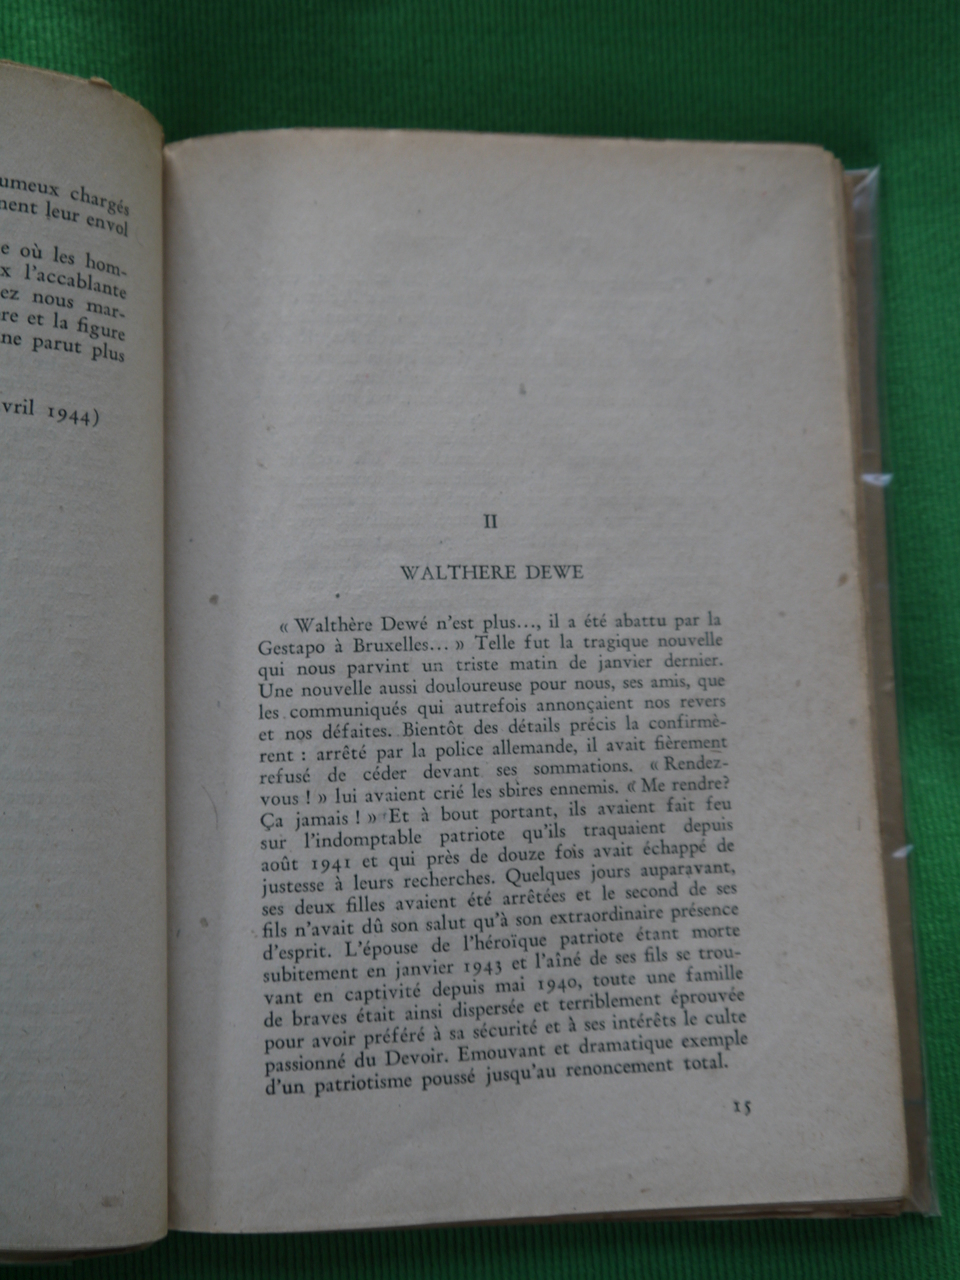 umeux chargés
ment leur envol
e où les hom-
x l'accablante
ez nous mar-
re et la figure
ne parut plus
vril 1944)
II
WALTHERE DEWE
« Walthère Dewé n'est plus..., il a été abattu par la
Gestapo à Bruxelles... » Telle fut la tragique nouvelle
qui nous parvint un triste matin de janvier dernier.
Une nouvelle aussi douloureuse pour nous, ses amis, que
les communiqués qui autrefois annonçaient nos revers
et nos défaites. Bientôt des détails précis la confirmè-
rent : arrêté par la police allemande, il avait fièrement
refusé de céder devant ses sommations. « Rendez-
vous ! » lui avaient crié les sbires ennemis. « Me rendre?
Ça jamais ! » Et à bout portant, ils avaient fait feu
sur l'indomptable patriote qu'ils traquaient depuis
août 1941 et qui près de douze fois avait échappé de
justesse à leurs recherches. Quelques jours auparavant,
ses deux filles avaient été arrêtées et le second de ses
fils n'avait dû son salut qu'à son extraordinaire présence
d'esprit. L'épouse de l'héroïque patriote étant morte
subitement en janvier 1943 et l'aîné de ses fils se trou-
vant en captivité depuis mai 1940, toute une famille
de braves était ainsi dispersée et terriblement éprouvée
pour avoir préféré à sa sécurité et à ses intérêts le culte
passionné du Devoir. Emouvant et dramatique exemple
d'un patriotisme poussé jusqu'au renoncement total.
15